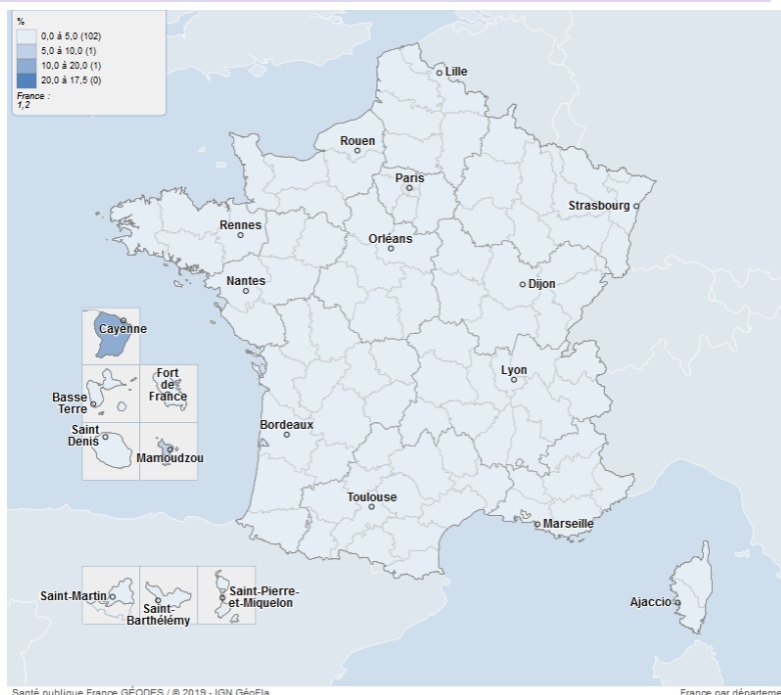 %
0,0 à 5,0 (102)
5,0 à 10,0 (1)
10,0 à 20,0 (1)
20,0 à 17,5 (0)
France :
1,2
Lille
Rouen
Paris
Strasbourg
Rennes
Orléans
Nantes
Dijon
Cayenne
Lyon
Fort
de
France
Basse
Terre
Bordeaux
Saint
Denis
Mamoudzou
Toulouse
Marseille
Saint-Martin
Saint-
Barthélémy
Saint-Pierre-
et-Miquelon
Ajaccio
Santé publique France GÉODES / © 2019 - IGN GéoFla
France par départeme